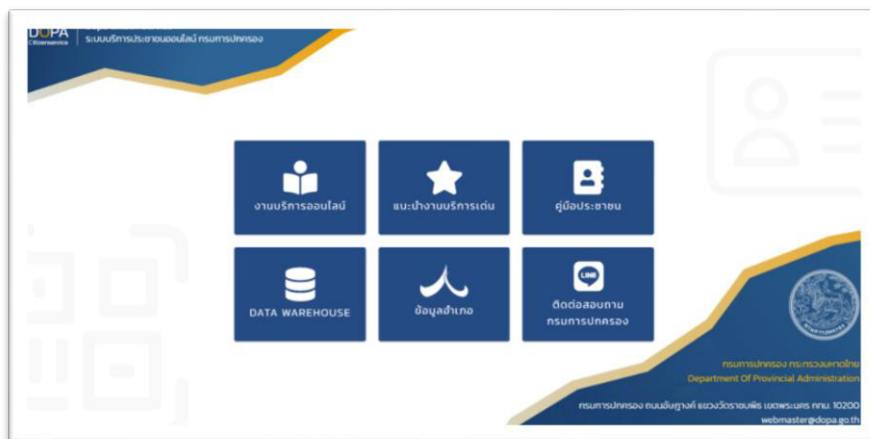 DOPA
Citizenservice
ระบบบริการประชาชนออนไลน์ กรมการปกครอง
งานบริการออนไลน์
แนะนำงานบริการเด่น
คู่มือประชาชน
DATA WAREHOUSE
ข้อมูลอำเภอ
LINE
ติดต่อสอบถาม
กรมการปกครอง
กรมการปกครอง กระทรวงมหาดไทย
Department Of Provincial Administration
กรมการปกครอง ถนนอัษฎางค์ แขวงวัดราชบพิธ เขตพระนคร กทม. 10200
webmaster@dopa.go.th